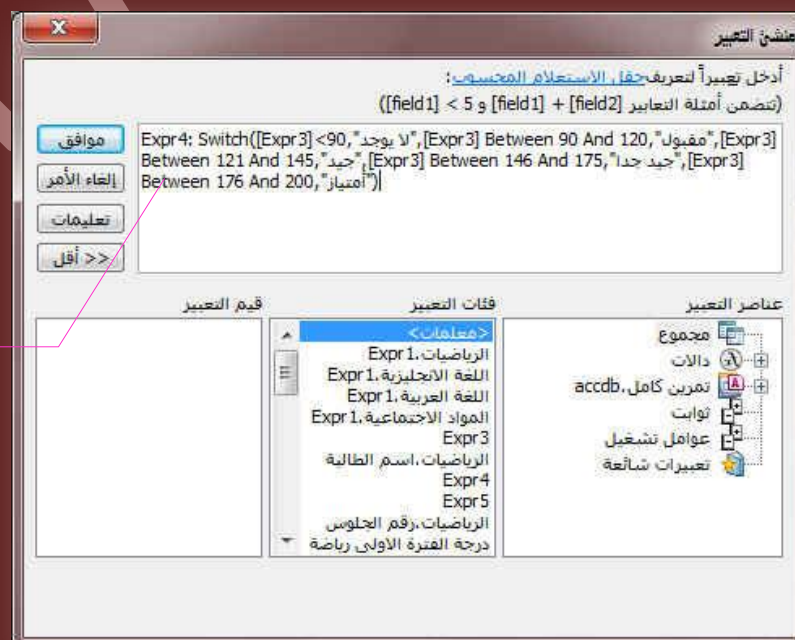 منشئ التعبير
أدخل تعبيراً لتعريف حقل الاستعلام المحسوب:
(تتضمن أمثلة التعابير [field1] + [field2] و [field1] < 5)
Expr4: Switch([Expr3]<90,"لا يوجد",[Expr3] Between 90 And 120,"مقبول",[Expr3]
Between 121 And 145,"جيد",[Expr3] Between 146 And 175,"جيد جدا",[Expr3]
Between 176 And 200,"أمتياز")
موافق
إلغاء الأمر
تعليمات
<< أقل
عناصر التعبير
مجموع
دالات
تمرين كامل.accdb
ثوابت
عوامل تشغيل
تعبيرات شائعة
فئات التعبير
<معلمات>
الرياضيات.Expr1
اللغة الانجليزية.Expr1
اللغة العربية.Expr1
المواد الاجتماعية.Expr1
Expr3
الرياضيات.اسم الطالبة
Expr4
Expr5
الرياضيات.رقم الجلوس
درجة الفترة الاولى رياضة
قيم التعبير